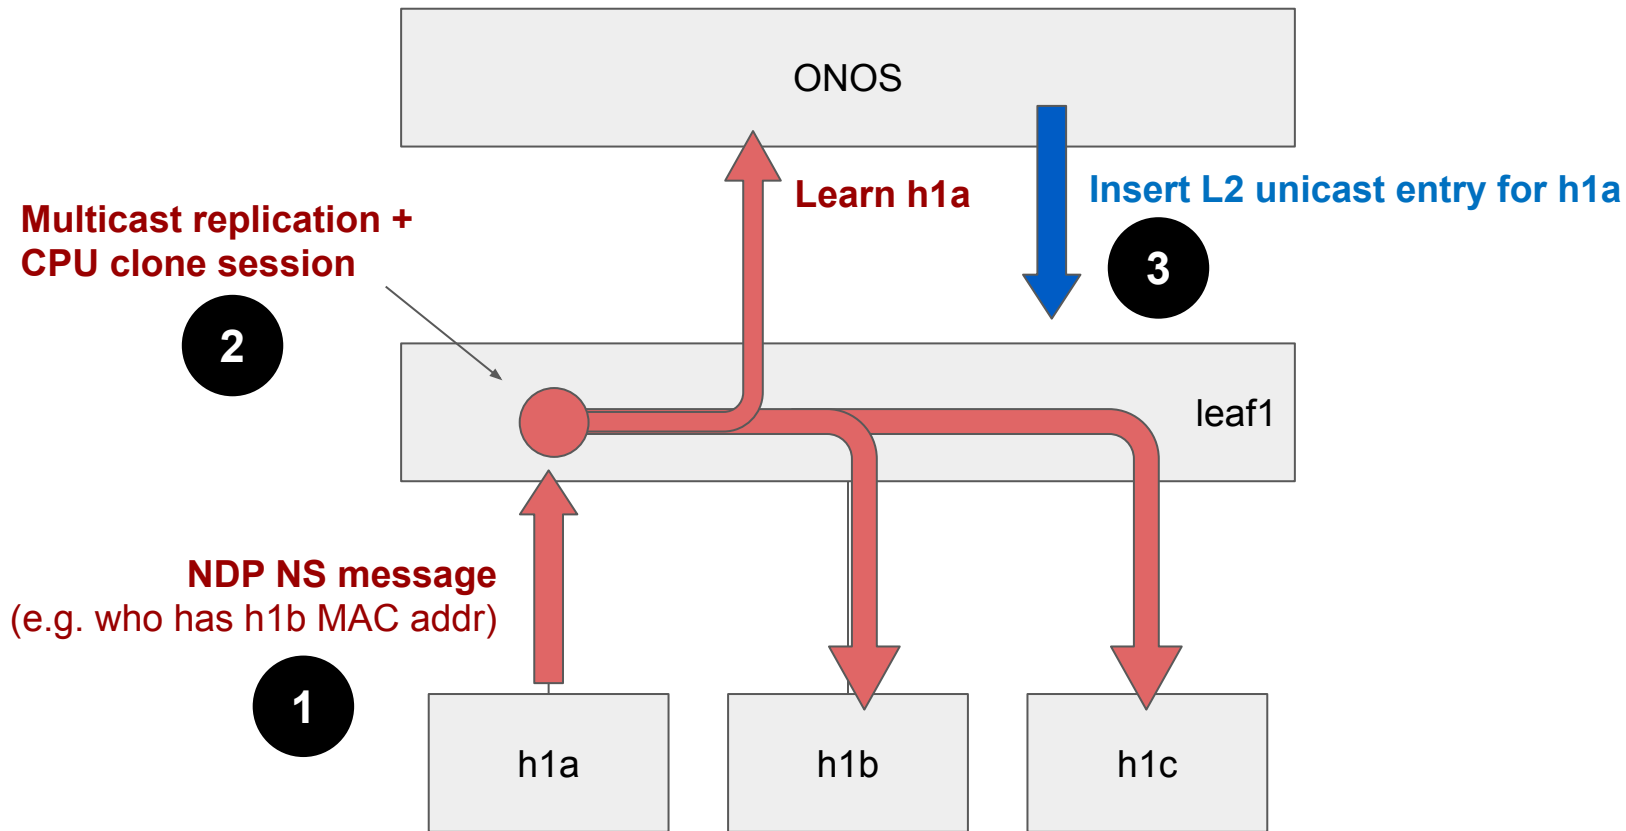 ONOS
Learn h1a
Insert L2 unicast entry for h1a
3
Multicast replication +
CPU clone session
2
leaf1
NDP NS message
(e.g. who has h1b MAC addr)
1
h1a
h1b
h1c